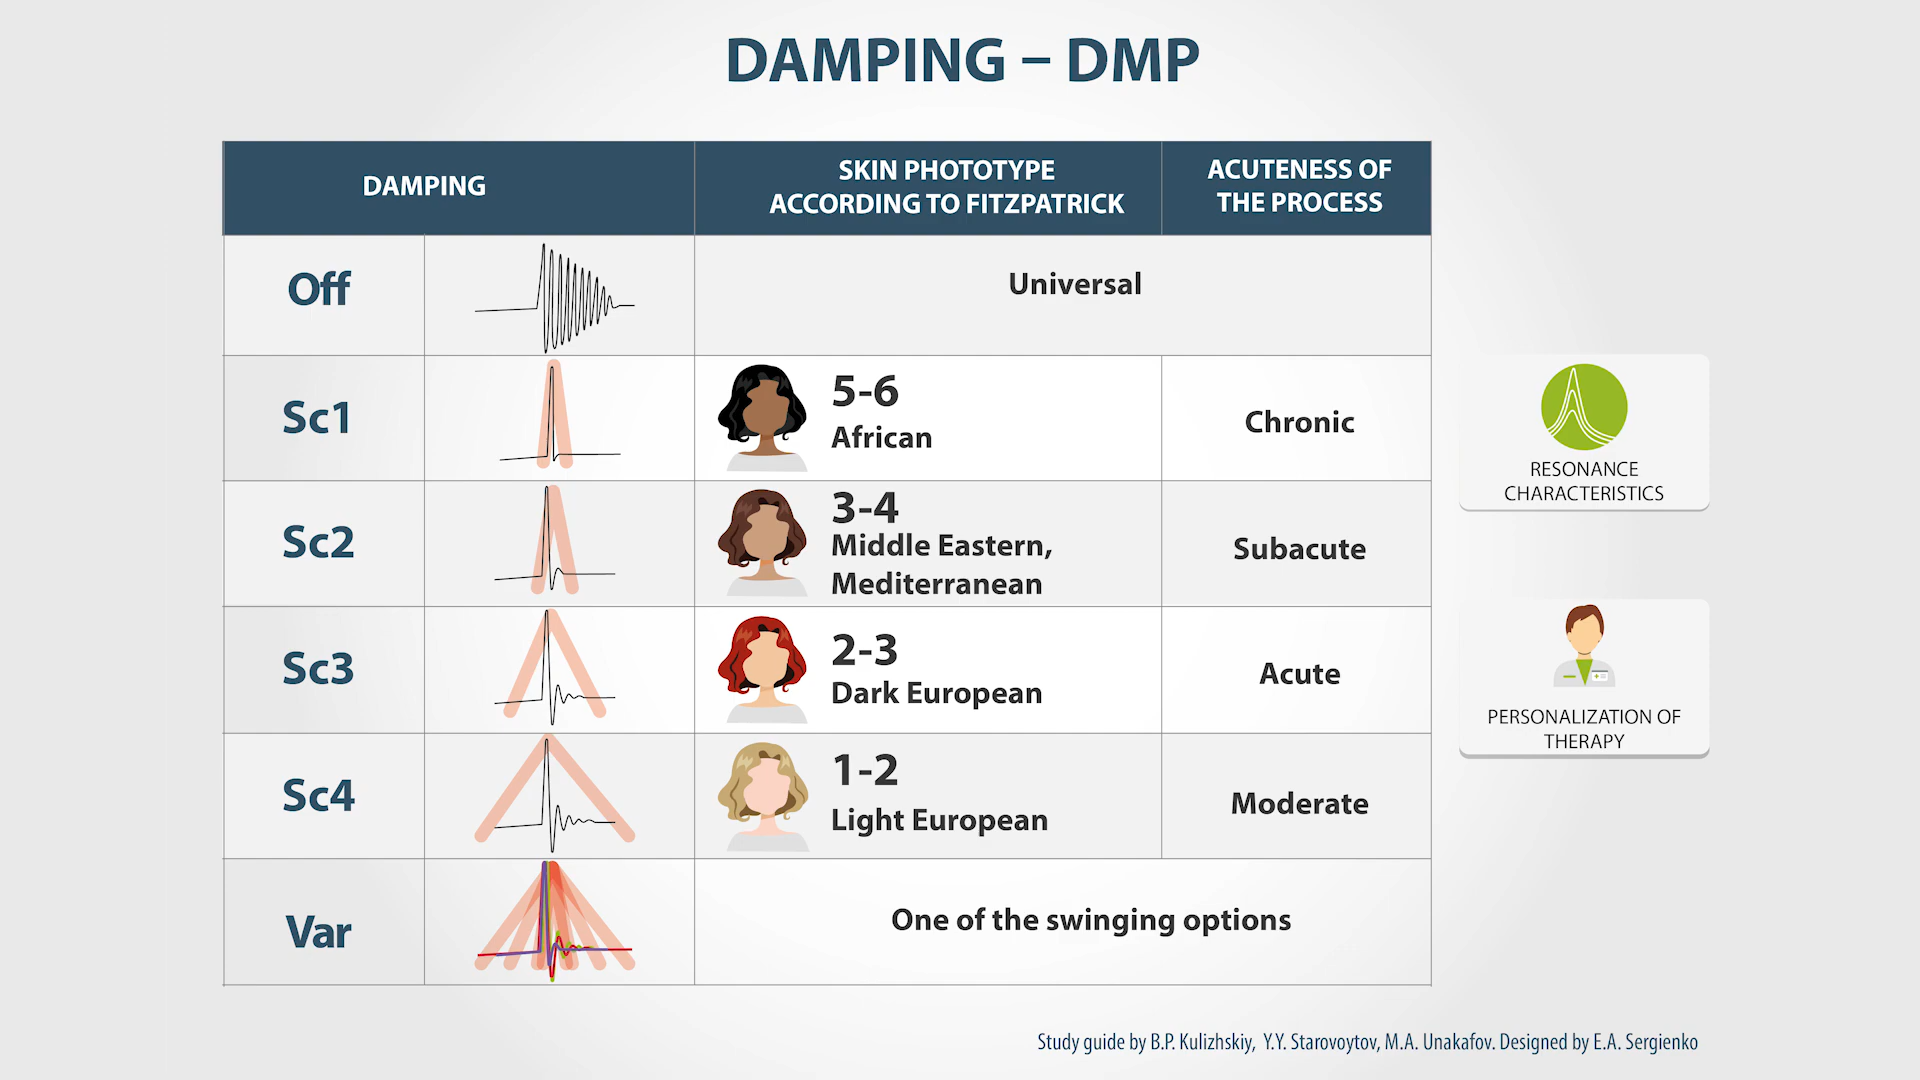 DAMPING – DMP
DAMPING
SKIN PHOTOTYPE
ACCORDING TO FITZPATRICK
ACUTENESS OF
THE PROCESS
Off
Universal
Sc1
5-6
African
Chronic
Sc2
3-4
Middle Eastern,
Mediterranean
Subacute
Sc3
2-3
Dark European
Acute
Sc4
1-2
Light European
Moderate
Var
One of the swinging options
RESONANCE
CHARACTERISTICS
PERSONALIZATION OF
THERAPY
Study guide by B.P. Kulizhskiy, Y.Y. Starovoytov, M.A. Unakafov. Designed by E.A. Sergienko